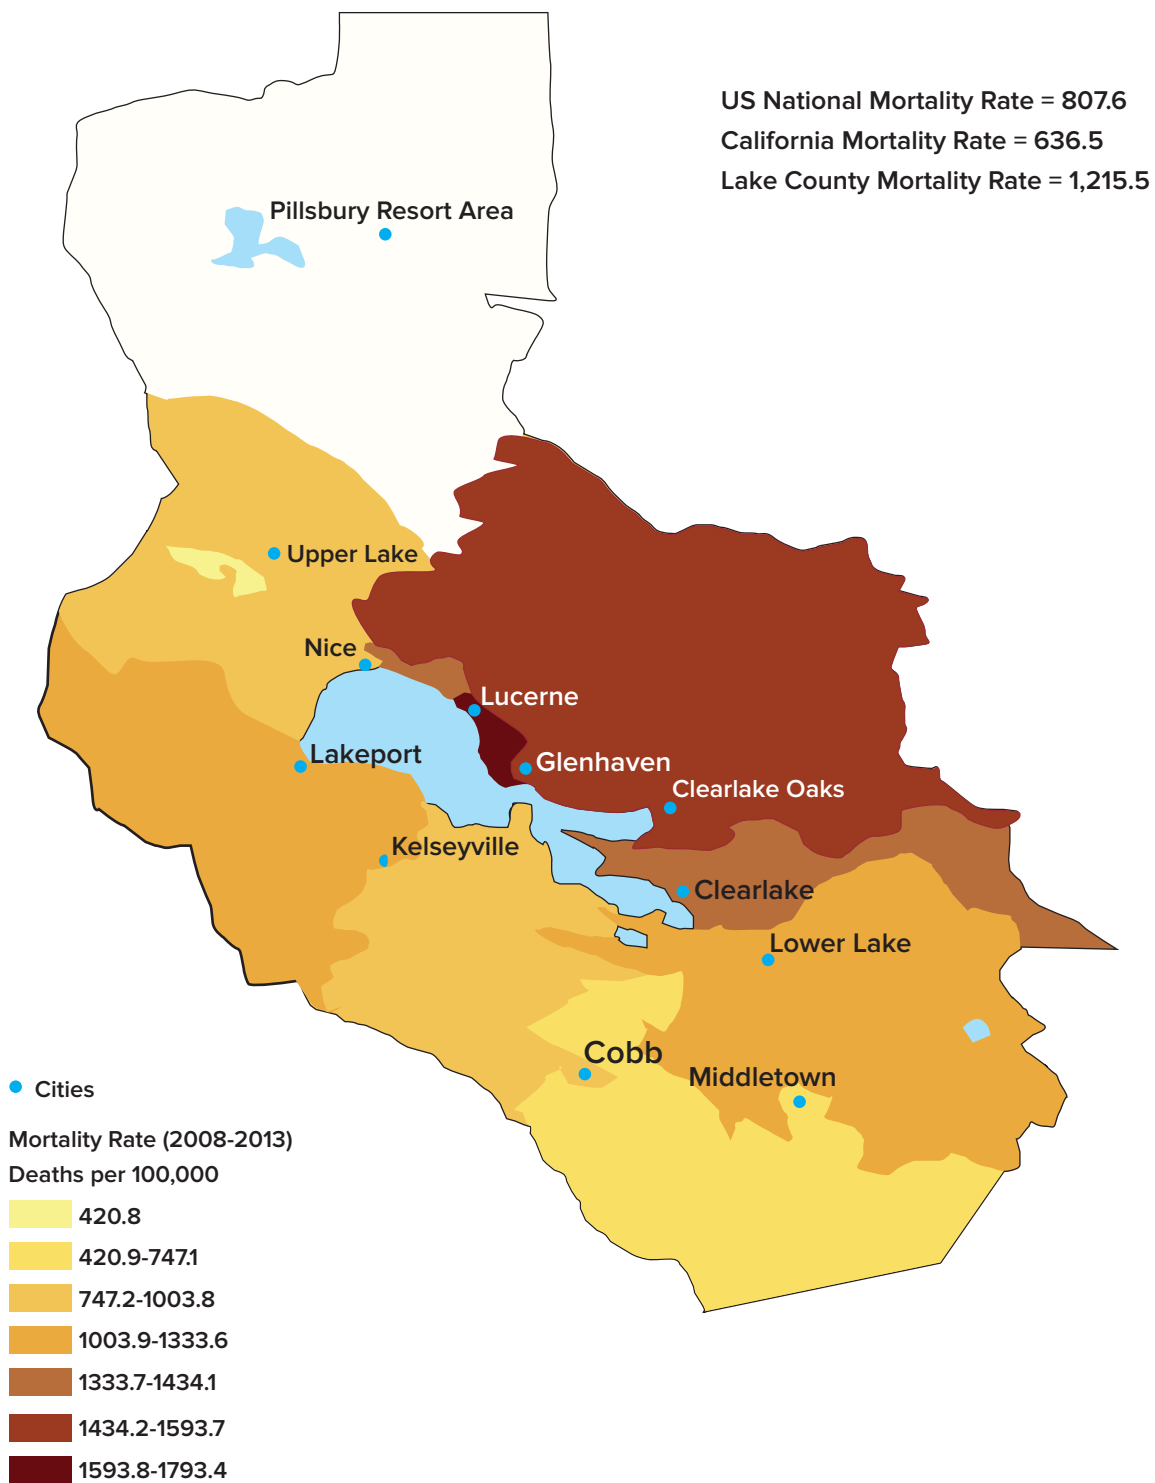 US National Mortality Rate = 807.6
California Mortality Rate = 636.5
Lake County Mortality Rate = 1,215.5
Pillsbury Resort Area
Upper Lake
Nice
Lucerne
Lakeport
Glenhaven
Clearlake Oaks
Kelseyville
Clearlake
Lower Lake
Cobb
Middletown
Cities
Mortality Rate (2008-2013)
Deaths per 100,000
420.8
420.9-747.1
747.2-1003.8
1003.9-1333.6
1333.7-1434.1
1434.2-1593.7
1593.8-1793.4